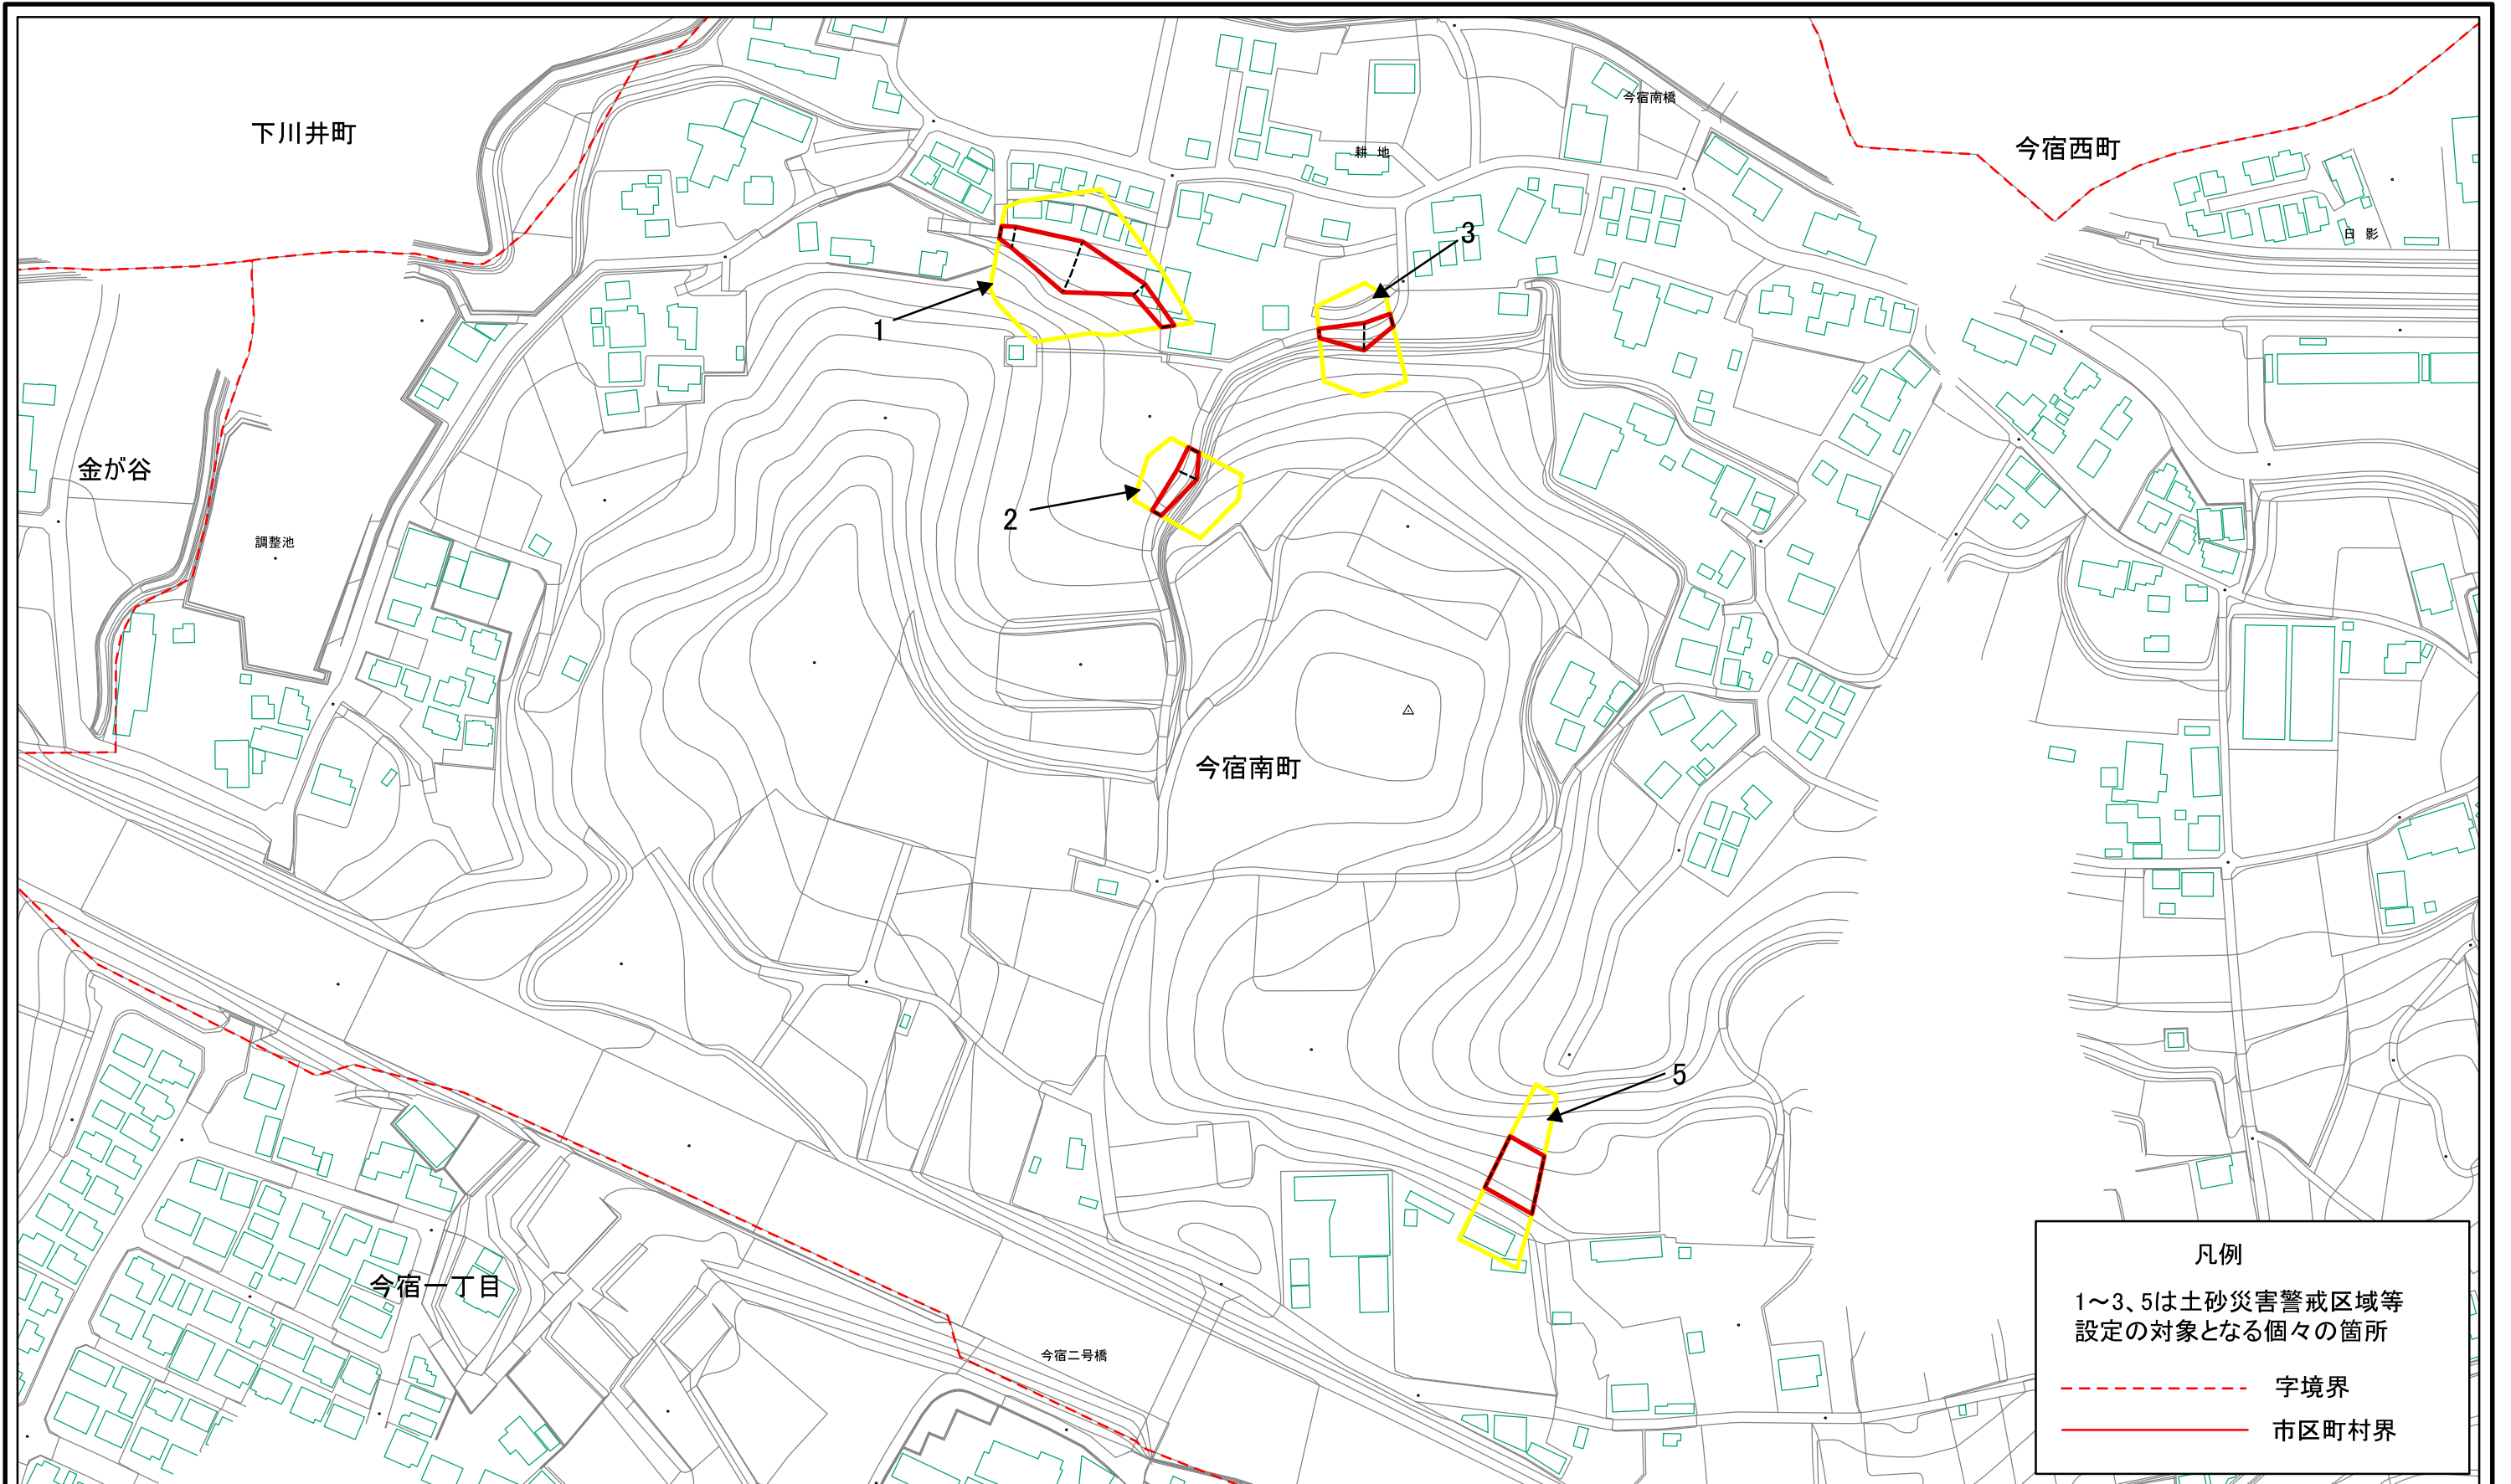 今宿南橋
下川井町
今宿西町
耕 地
日 影
3
1
金が谷
2
調整池
今宿南町
5
今宿一丁目
今宿二号橋
凡例
1～3、5は土砂災害警戒区域等
設定の対象となる個々の箇所
字境界
市区町村界